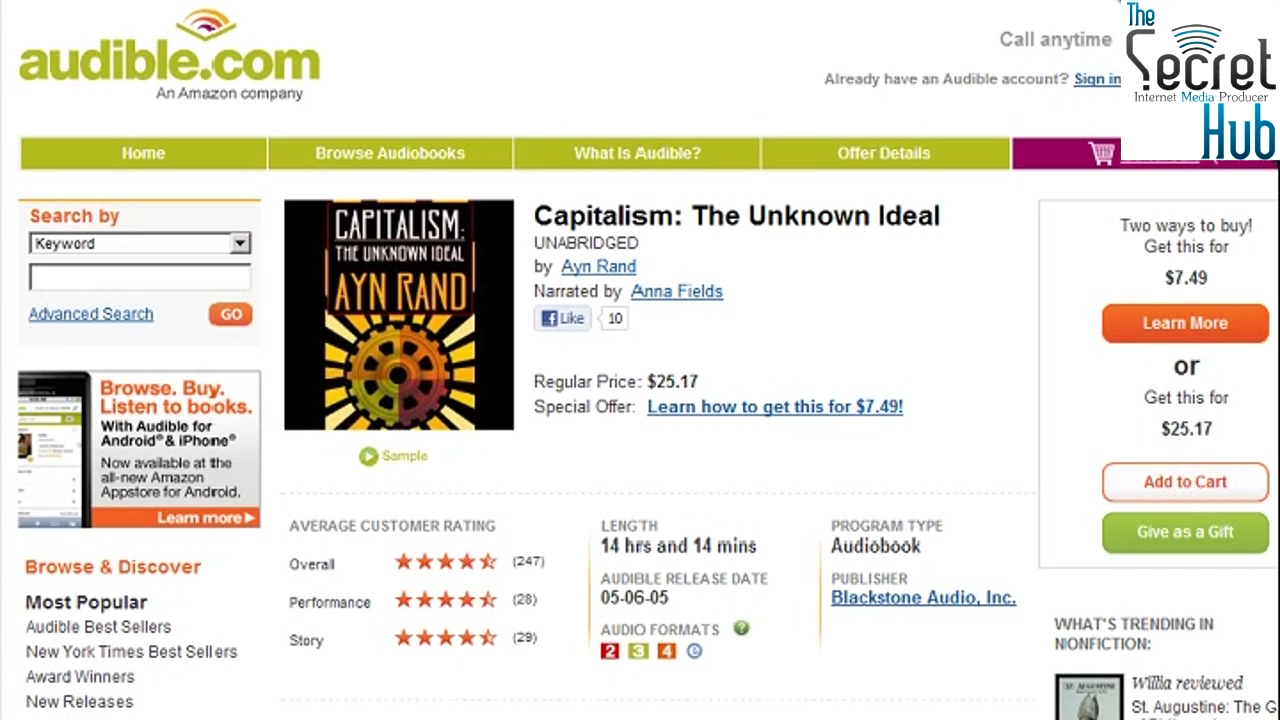 audible.com
An Amazon company
Call anytime
Already have an Audible account? Sign in
The
Secret
Internet Media Producer
Hub
Home
Browse Audiobooks
What Is Audible?
Offer Details
Search by
Keyword
Advanced Search
GO
Browse. Buy.
Listen to books.
With Audible for
Android® & iPhone®
Now available at the
all-new Amazon
Appstore for Android.
Learn more
Browse & Discover
Most Popular
Audible Best Sellers
New York Times Best Sellers
Award Winners
New Releases
CAPITALISM:
THE UNKNOWN IDEAL
AYN RAND
Sample
Capitalism: The Unknown Ideal
UNABRIDGED
by Ayn Rand
Narrated by Anna Fields
Like 10
Regular Price: $25.17
Special Offer: Learn how to get this for $7.49!
AVERAGE CUSTOMER RATING
Overall (247)
Performance (28)
Story (29)
LENGTH
14 hrs and 14 mins
AUDIBLE RELEASE DATE
05-06-05
AUDIO FORMATS ?
2 3 4
PROGRAM TYPE
Audiobook
PUBLISHER
Blackstone Audio, Inc.
Two ways to buy!
Get this for
$7.49
Learn More
or
Get this for
$25.17
Add to Cart
Give as a Gift
WHAT'S TRENDING IN
NONFICTION:
ST. AUGUSTINE
Willia reviewed
St. Augustine: The G